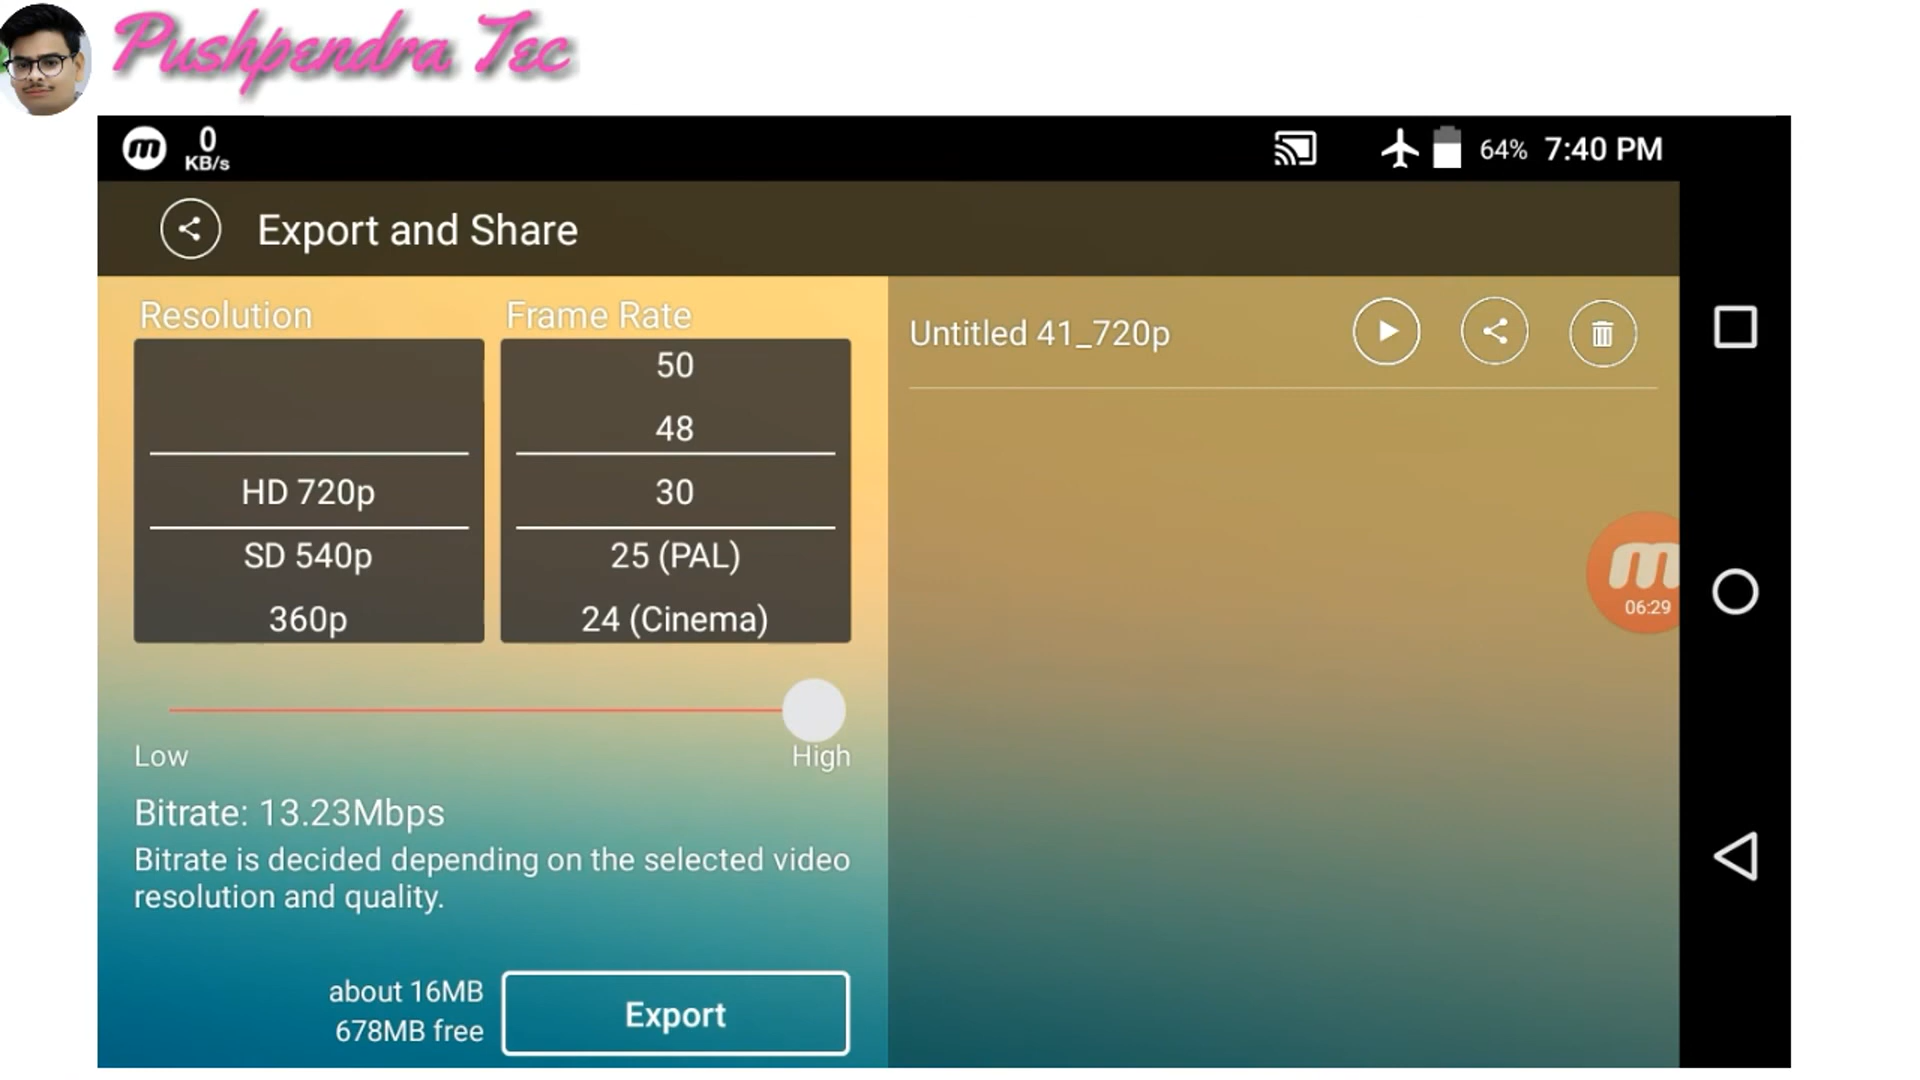 Pushpendra Tec
m
0
KB/s
64% 7:40 PM
Export and Share
Resolution
HD 720p
SD 540p
360p
Frame Rate
50
48
30
25 (PAL)
24 (Cinema)
Low
High
Bitrate: 13.23Mbps
Bitrate is decided depending on the selected video
resolution and quality.
about 16MB
678MB free
Export
Untitled 41_720p
m
06:29